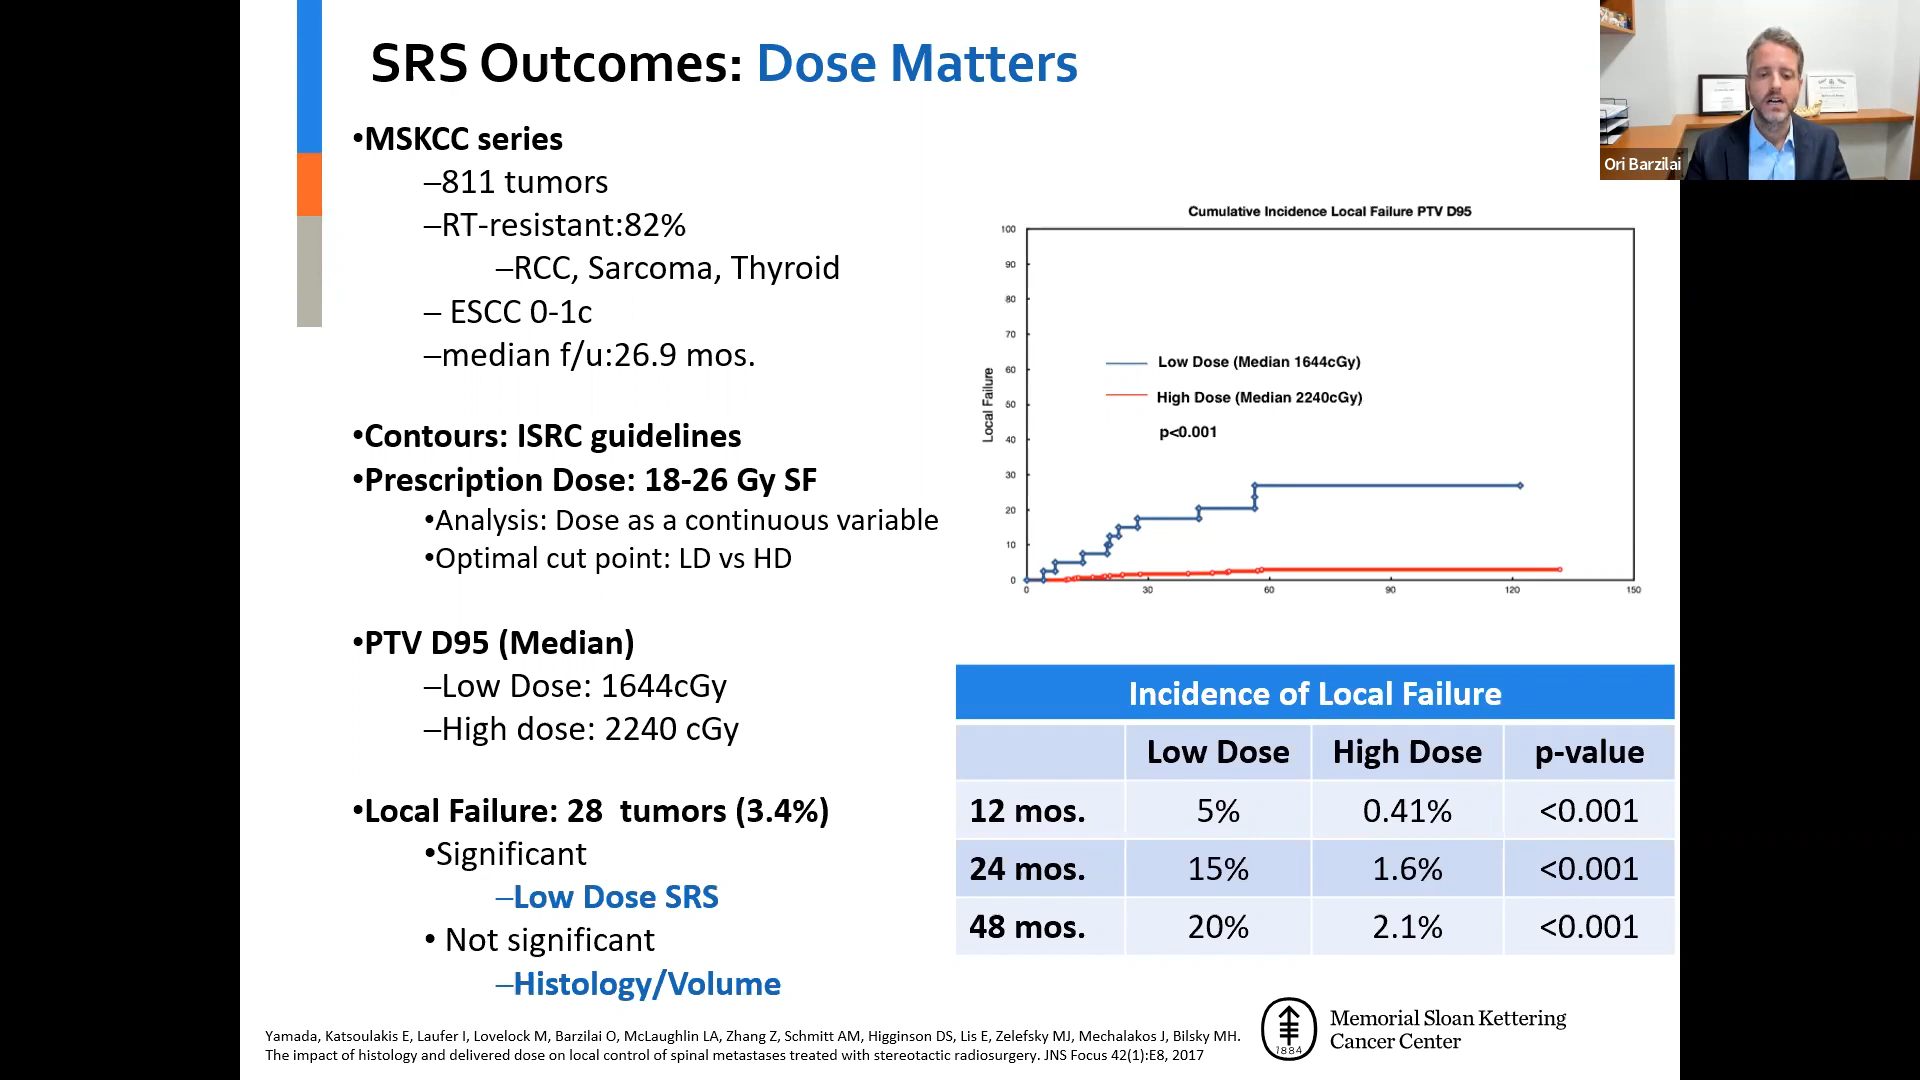 SRS Outcomes: Dose Matters
•MSKCC series
–811 tumors
–RT-resistant:82%
–RCC, Sarcoma, Thyroid
– ESCC 0-1c
–median f/u:26.9 mos.
•Contours: ISRC guidelines
•Prescription Dose: 18-26 Gy SF
•Analysis: Dose as a continuous variable
•Optimal cut point: LD vs HD
•PTV D95 (Median)
–Low Dose: 1644cGy
–High dose: 2240 cGy
•Local Failure: 28 tumors (3.4%)
•Significant
–Low Dose SRS
• Not significant
–Histology/Volume
Ori Barzilai
Cumulative Incidence Local Failure PTV D95
Local Failure
100
90
80
70
60
50
40
30
20
10
0
Low Dose (Median 1644cGy)
High Dose (Median 2240cGy)
p<0.001
0 30 60 90 120 150
Incidence of Local Failure
Low Dose High Dose p-value
12 mos. 5% 0.41% <0.001
24 mos. 15% 1.6% <0.001
48 mos. 20% 2.1% <0.001
Yamada, Katsoulakis E, Laufer I, Lovelock M, Barzilai O, McLaughlin LA, Zhang Z, Schmitt AM, Higginson DS, Lis E, Zelefsky MJ, Mechalakos J, Bilsky MH.
The impact of histology and delivered dose on local control of spinal metastases treated with stereotactic radiosurgery. JNS Focus 42(1):E8, 2017
1884
Memorial Sloan Kettering
Cancer Center